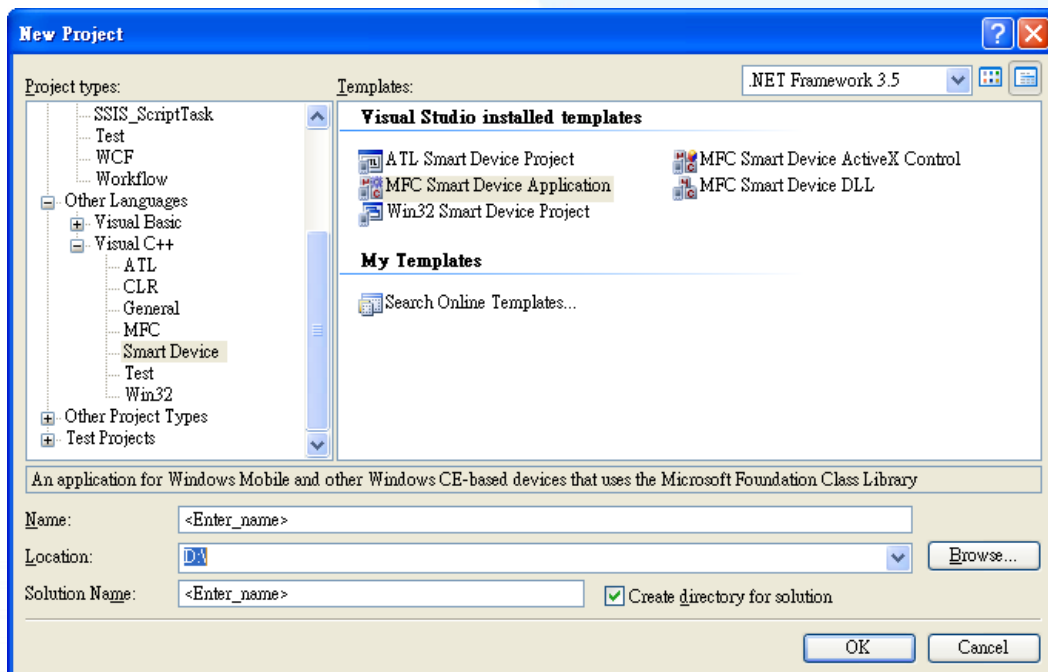 New Project
Project types:
Templates:
.NET Framework 3.5
SSIS_ScriptTask
Test
WCF
Workflow
Other Languages
Visual Basic
Visual C++
ATL
CLR
General
MFC
Smart Device
Test
Win32
Other Project Types
Test Projects
Visual Studio installed templates
ATL Smart Device Project
MFC Smart Device ActiveX Control
MFC Smart Device Application
MFC Smart Device DLL
Win32 Smart Device Project
My Templates
Search Online Templates...
An application for Windows Mobile and other Windows CE-based devices that uses the Microsoft Foundation Class Library
Name:
<Enter_name>
Location:
D:\
Browse...
Solution Name:
<Enter_name>
Create directory for solution
OK
Cancel